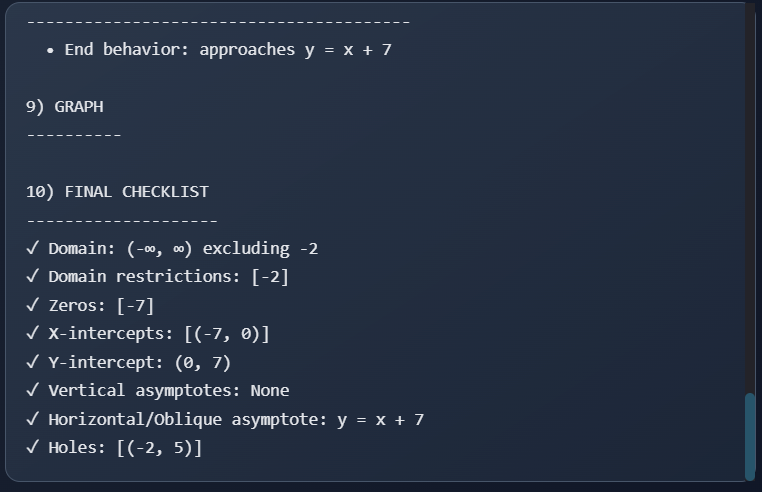 ----------------------------------------
• End behavior: approaches y = x + 7
9) GRAPH
----------
10) FINAL CHECKLIST
--------------------
✓ Domain: (-∞, ∞) excluding -2
✓ Domain restrictions: [-2]
✓ Zeros: [-7]
✓ X-intercepts: [(-7, 0)]
✓ Y-intercept: (0, 7)
✓ Vertical asymptotes: None
✓ Horizontal/Oblique asymptote: y = x + 7
✓ Holes: [(-2, 5)]